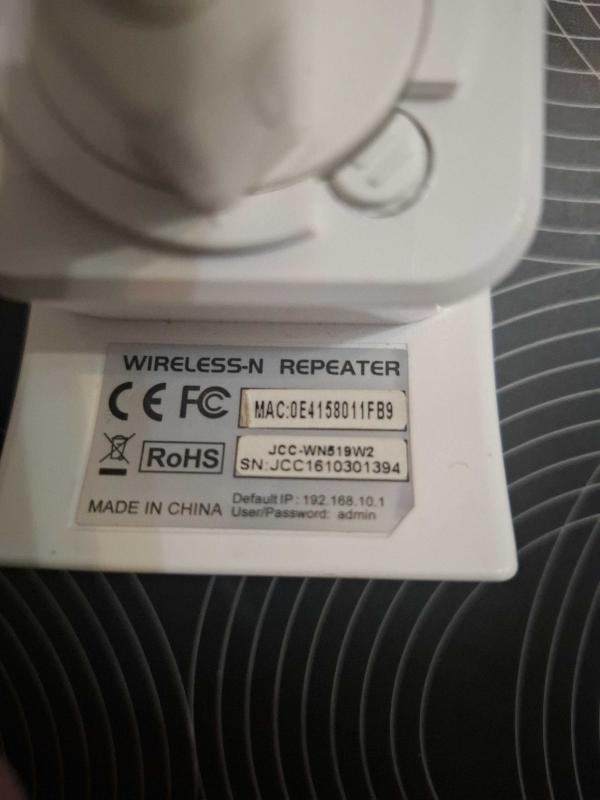 WIRELESS-N REPEATER
CE FC
MAC:0E4158011FB9
RoHS
JCC-WN519W2
SN:JCC1610301394
MADE IN CHINA
Default IP : 192.168.10.1
User/Password: admin